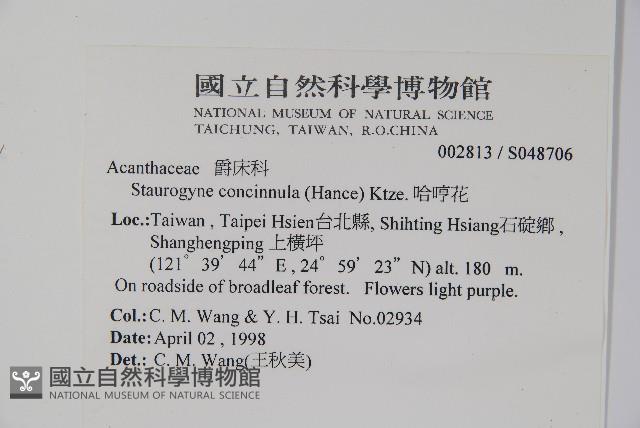 國立自然科學博物館
NATIONAL MUSEUM OF NATURAL SCIENCE
TAICHUNG, TAIWAN, R.O.CHINA
002813 / S048706
Acanthaceae 爵床科
Staurogyne concinnula (Hance) Ktze. 哈哼花
Loc.:Taiwan , Taipei Hsien台北縣, Shihting Hsiang石碇鄉 ,
Shanghengping 上橫坪
(121° 39′ 44” E , 24° 59′ 23” N) alt. 180 m.
On roadside of broadleaf forest. Flowers light purple.
Col.: C. M. Wang & Y. H. Tsai No.02934
Date: April 02 , 1998
Det.: C. M. Wang(王秋美)
國立自然科學博物館
NATIONAL MUSEUM OF NATURAL SCIENCE